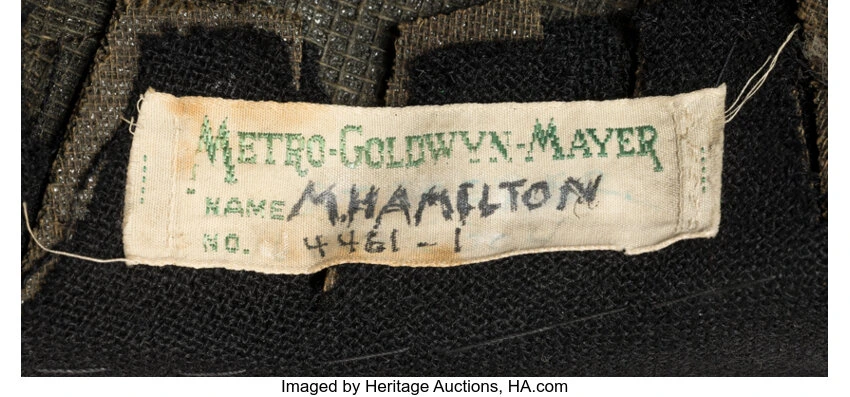 METRO-GOLDWYN-MAYER
NAME M.HAMILTON
NO. 4461-1
Imaged by Heritage Auctions, HA.com